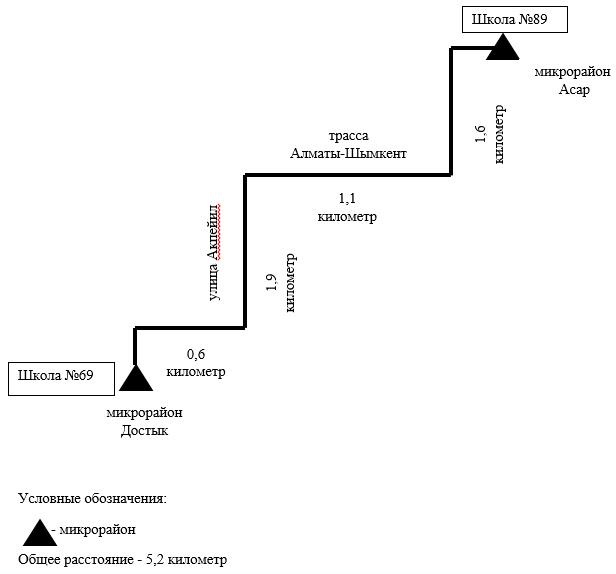 Школа №89
микрорайон
Асар
1,6
километр
трасса
Алматы-Шымкент
1,1
километр
улица Акпейил
1,9
километр
0,6
километр
Школа №69
микрорайон
Достык
Условные обозначения:
- микрорайон
Общее расстояние - 5,2 километр